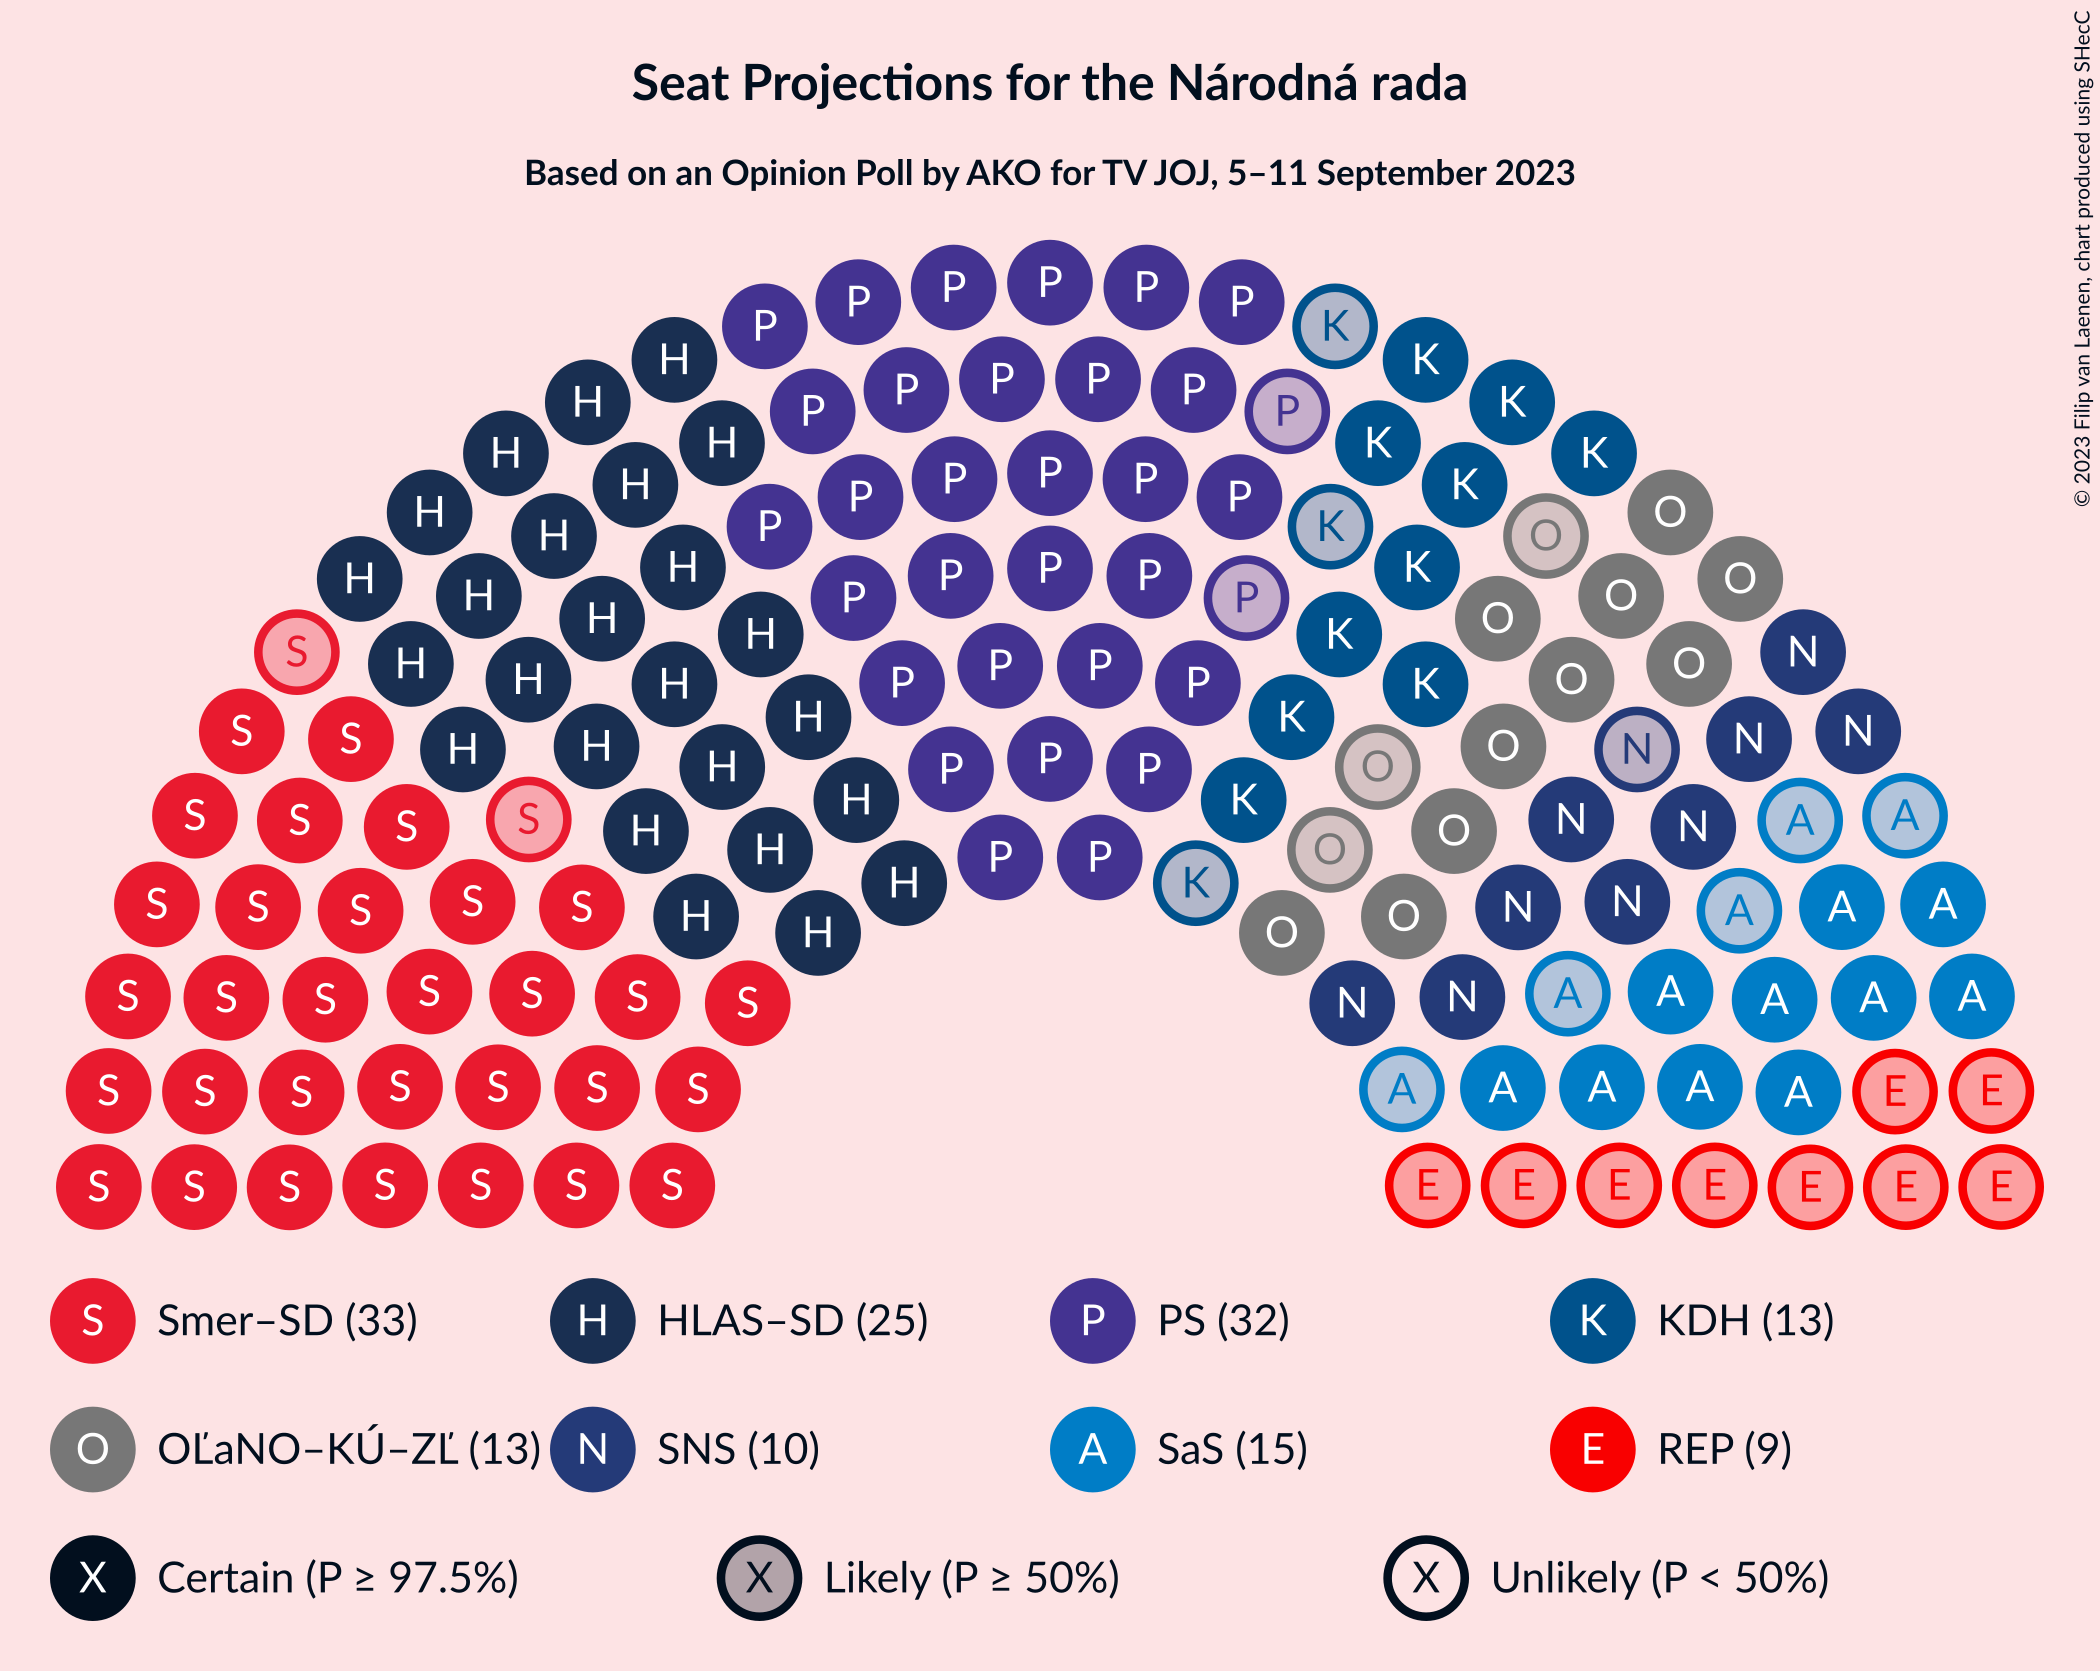 Seat Projections for the Národná rada
Based on an Opinion Poll by AKO for TV JOJ, 5–11 September 2023
© 2023 Filip van Laenen, chart produced using SHecC
P P P P P P K
H K
H P P P P P P K
H H K K K
H H P P P P P P K K O O
H H H P P P P P K O O O
S H H H H P P P P K K O O O N
S S H H H H H P P P K O O N N N
S S S S H H H P P K O O N N A A
S S S S S H H H K O O N N A A A
S S S S S S S N N A A A A A
S S S S S S S A A A A A E E
S S S S S S S E E E E E E E
S Smer–SD (33) H HLAS–SD (25) P PS (32) K KDH (13)
O OĽaNO–KÚ–ZĽ (13) N SNS (10) A SaS (15) E REP (9)
X Certain (P ≥ 97.5%) X Likely (P ≥ 50%) X Unlikely (P < 50%)